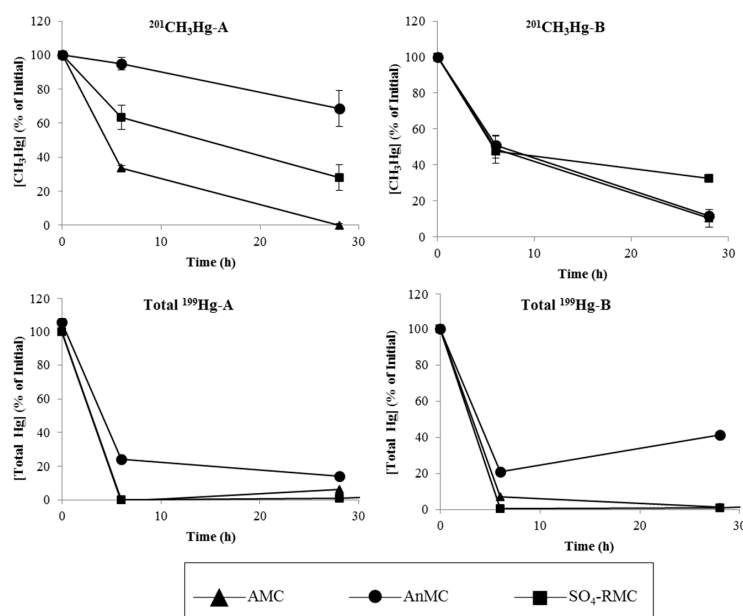 ²⁰¹CH₃Hg-A
[CH₃Hg] (% of Initial)
120
100
80
60
40
20
0
0 10 20 30
Time (h)
²⁰¹CH₃Hg-B
[CH₃Hg] (% of Initial)
120
100
80
60
40
20
0
0 10 20 30
Time (h)
Total ¹⁹⁹Hg-A
[Total Hg] (% of Initial)
120
100
80
60
40
20
0
0 10 20 30
Time (h)
Total ¹⁹⁹Hg-B
[Total Hg] (% of Initial)
120
100
80
60
40
20
0
0 10 20 30
Time (h)
AMC AnMC SO₄-RMC